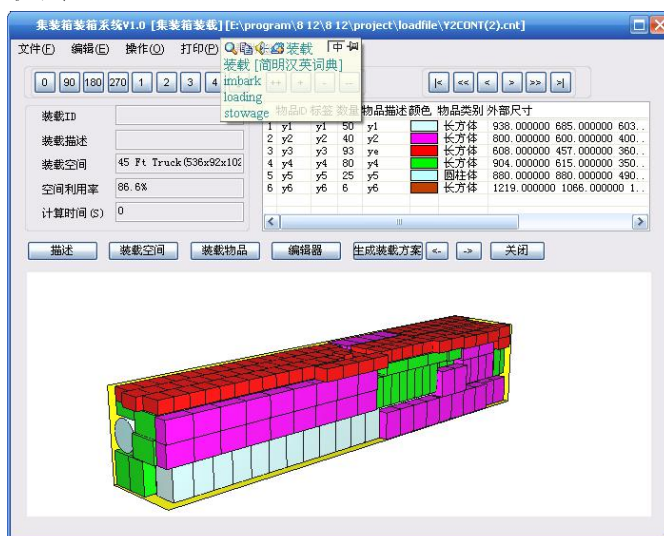 集装箱装箱系统V1.0 [集装箱装载] [E:\program\8 12\8 12\project\loadfile\Y2CONT(2).cnt]
文件(F) 编辑(E) 操作(O) 打印(P) 装载 中
装载 [简明汉英词典]
imbark
loading
stowage
0 90 180 270 1 2 3 4 ++ + - -- |< << < > >> >|
物品ID 标签 数量 物品描述 颜色 物品类别 外部尺寸
1 y1 y1 50 y1 长方体 938.000000 685.000000 603..
2 y2 y2 40 y2 长方体 800.000000 600.000000 400..
3 y3 y3 93 ye 长方体 608.000000 457.000000 360..
4 y4 y4 80 y4 长方体 904.000000 615.000000 350..
5 y5 y5 25 y5 圆柱体 880.000000 880.000000 490..
6 y6 y6 6 y6 长方体 1219.000000 1066.000000 1..
装载ID
装载描述
装载空间 45 Ft Truck(536x92x102
空间利用率 86.6%
计算时间(S) 0
描述 装载空间 装载物品 编辑器 生成装载方案 <- -> 关闭